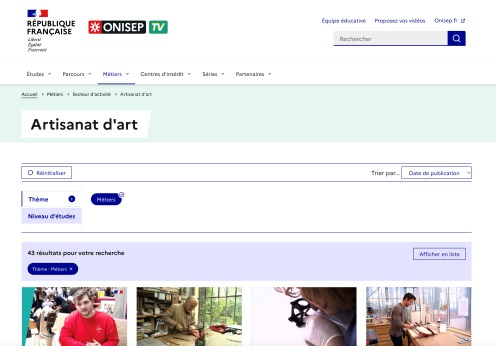 RÉPUBLIQUE
FRANÇAISE
Liberté
Égalité
Fraternité
ONISEP TV
Équipe éducative
Proposez vos vidéos
Onisep.fr
Rechercher
Études
Parcours
Métiers
Centres d'intérêt
Séries
Partenaires
Accueil > Métiers > Secteur d'activité > Artisanat d'art
Artisanat d'art
Réinitialiser
Trier par...
Date de publication
Thème
Métiers
Niveau d'études
43 résultats pour votre recherche
Afficher en liste
Thème : Métiers ×